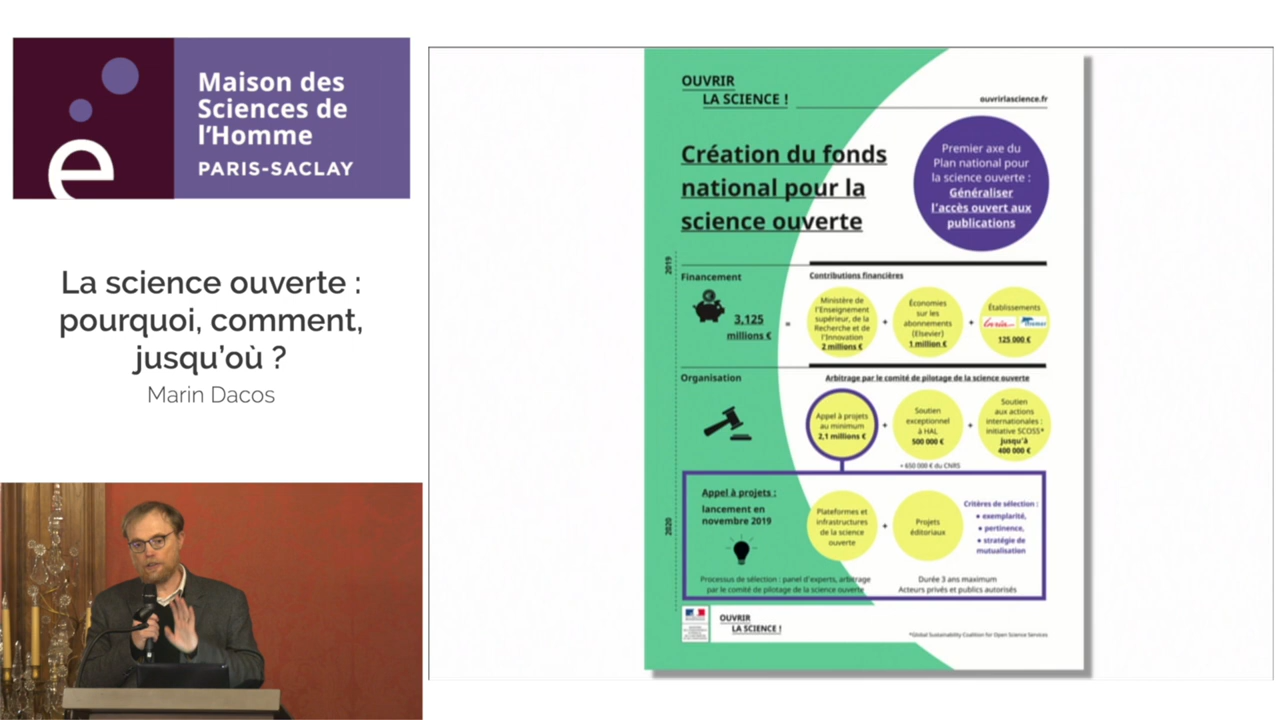 e
Maison des
Sciences de
l'Homme
PARIS-SACLAY
La science ouverte :
pourquoi, comment,
jusqu'où ?
Marin Dacos
OUVRIR
LA SCIENCE !
ouvrirlascience.fr
Création du fonds
national pour la
science ouverte
Premier axe du
Plan national pour
la science ouverte :
Généraliser
l'accès ouvert aux
publications
2019
Financement
€
3,125
millions €
=
Contributions financières
Ministère de
l'Enseignement
supérieur, de la
Recherche et de
l'Innovation
2 millions €
+
Économies
sur les
abonnements
(Elsevier)
1 million €
+
Établissements
125 000 €
Organisation
Arbitrage par le comité de pilotage de la science ouverte
Appel à projets
au minimum
2,1 millions €
+
Soutien
exceptionnel
à HAL
500 000 €
+ 650 000 € du CNRS
+
Soutien
aux actions
internationales :
initiative SCOSS*
jusqu'à
400 000 €
2020
Appel à projets :
lancement en
novembre 2019
Plateformes et
infrastructures
de la science
ouverte
+
Projets
éditoriaux
Critères de sélection :
• exemplarité,
• pertinence,
• stratégie de
mutualisation
Processus de sélection : panel d'experts, arbitrage
par le comité de pilotage de la science ouverte
Durée 3 ans maximum
Acteurs privés et publics autorisés
OUVRIR
LA SCIENCE !
*Global Sustainability Coalition for Open Science Services